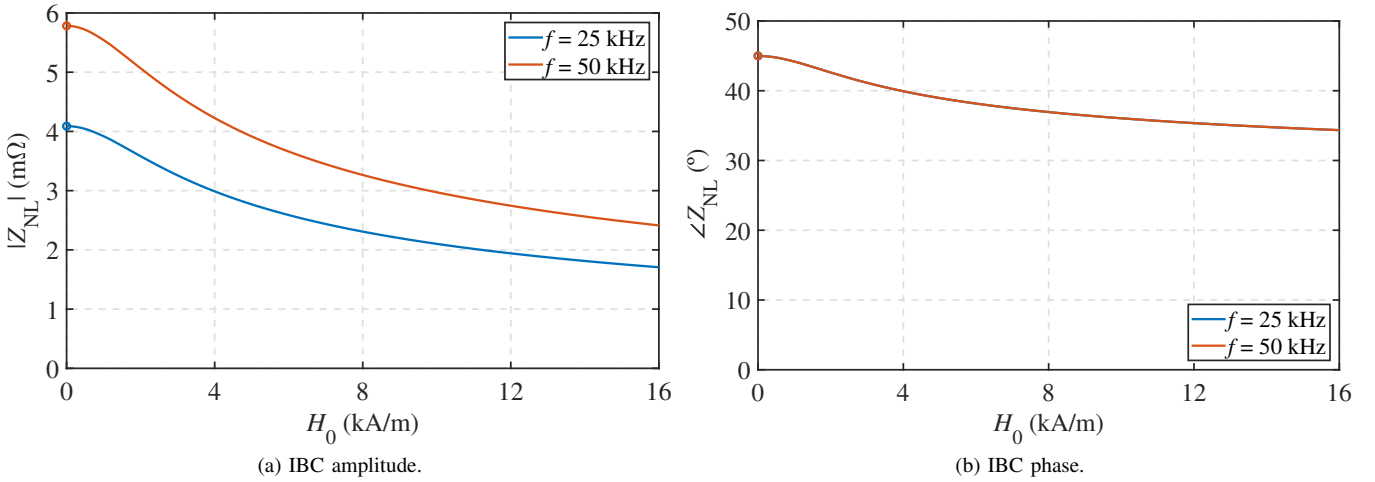 6
5
4
3
2
1
0
|Z_NL| (mΩ)
f = 25 kHz
f = 50 kHz
0 4 8 12 16
H_0 (kA/m)
(a) IBC amplitude.
50
40
30
20
10
0
∠Z_NL (º)
f = 25 kHz
f = 50 kHz
0 4 8 12 16
H_0 (kA/m)
(b) IBC phase.